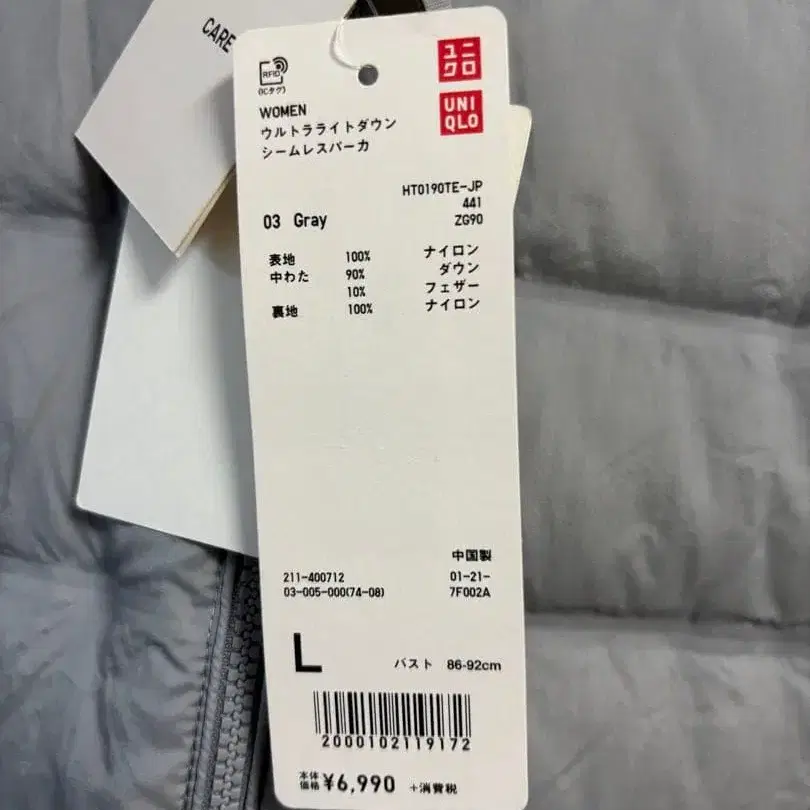 CARE
RFID
(ICタグ)
ユニ
クロ
UNI
QLO
WOMEN
ウルトラライトダウン
シームレスパーカ
HT0190TE-JP
441
03 Gray
ZG90
表地 100% ナイロン
中わた 90% ダウン
10% フェザー
裏地 100% ナイロン
中国製
211-400712 01-21-
03-005-000(74-08) 7F002A
L バスト 86-92cm
2000102119172
本体価格 ¥6,990 +消費税